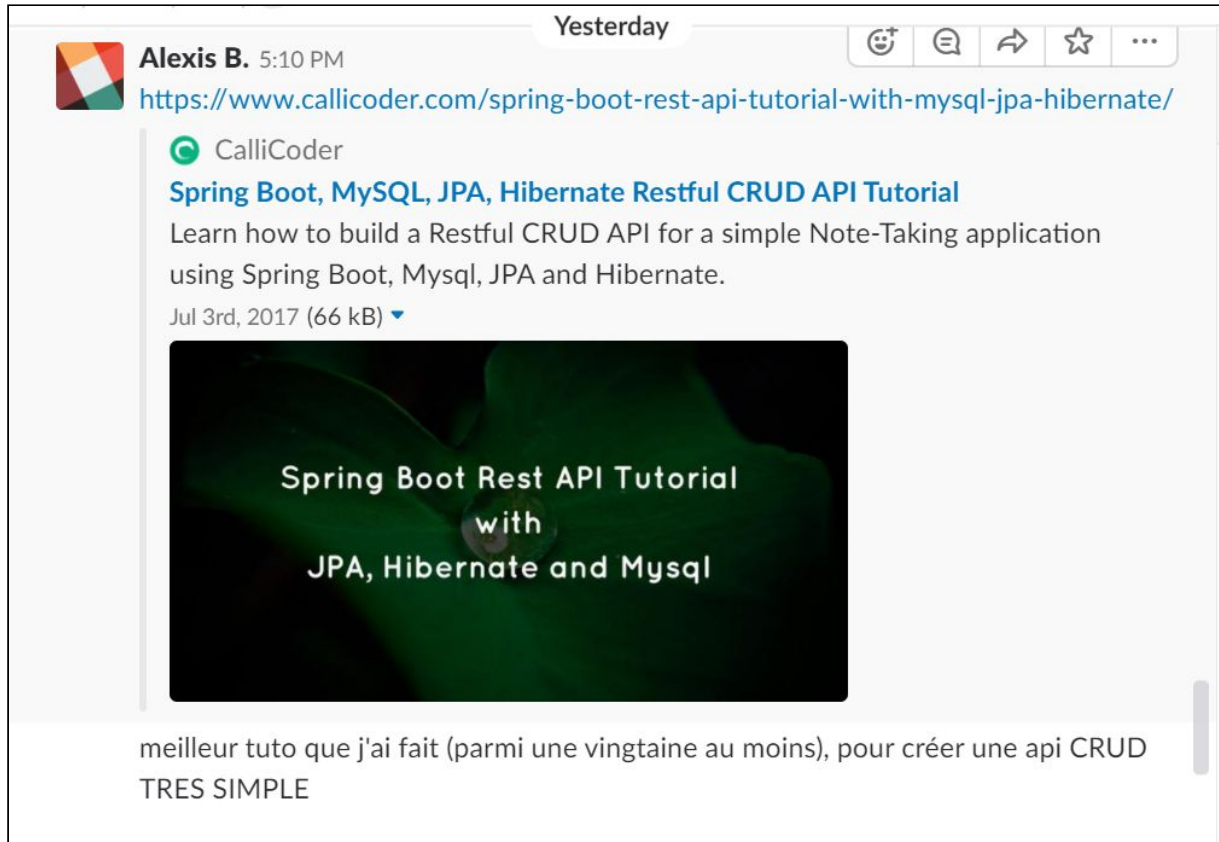 Yesterday
Alexis B. 5:10 PM
https://www.callicoder.com/spring-boot-rest-api-tutorial-with-mysql-jpa-hibernate/
CalliCoder
Spring Boot, MySQL, JPA, Hibernate Restful CRUD API Tutorial
Learn how to build a Restful CRUD API for a simple Note-Taking application
using Spring Boot, Mysql, JPA and Hibernate.
Jul 3rd, 2017 (66 kB)
Spring Boot Rest API Tutorial
with
JPA, Hibernate and Mysql
meilleur tuto que j'ai fait (parmi une vingtaine au moins), pour créer une api CRUD
TRES SIMPLE